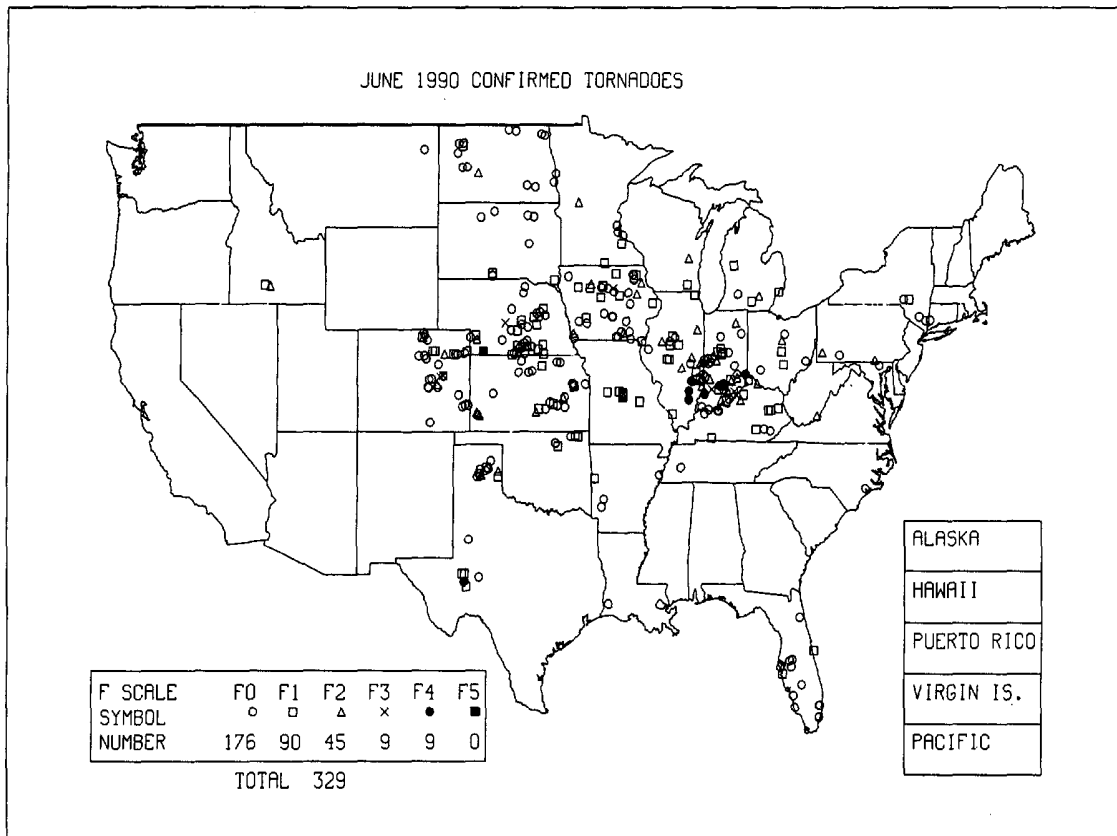 JUNE 1990 CONFIRMED TORNADOES
ALASKA
HAWAII
PUERTO RICO
VIRGIN IS.
PACIFIC
F SCALE F0 F1 F2 F3 F4 F5
SYMBOL ○ □ △ × ● ■
NUMBER 176 90 45 9 9 0
TOTAL 329